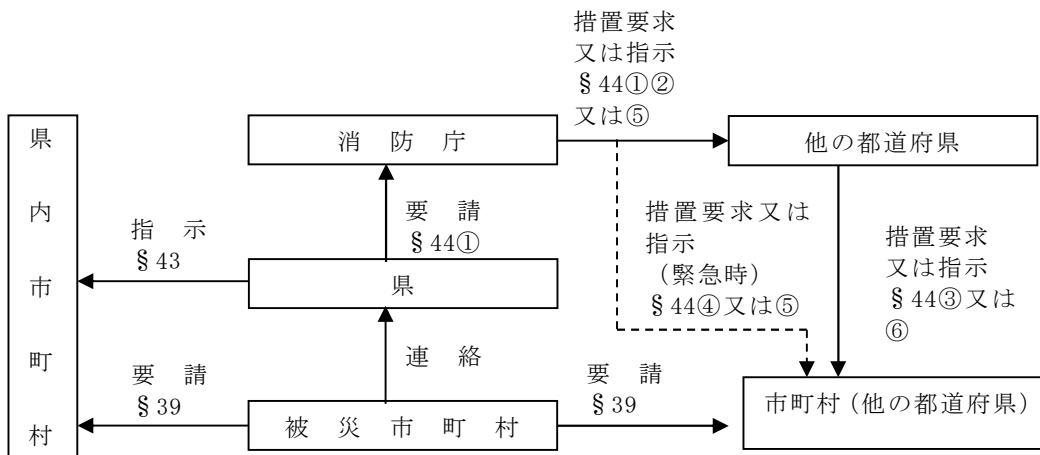 措置要求
又は指示
§44①②
又は⑤
県内市町村
消防庁
他の都道府県
要請
§44①
指示
§43
措置要求又は
指示
（緊急時）
§44④又は⑤
措置要求
又は指示
§44③又は
⑥
県
連絡
要請
§39
要請
§39
被災市町村
市町村（他の都道府県）